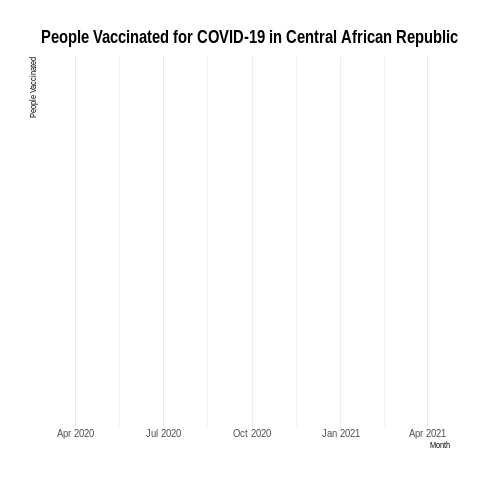 People Vaccinated for COVID-19 in Central African Republic
People Vaccinated
Apr 2020 Jul 2020 Oct 2020 Jan 2021 Apr 2021
Month